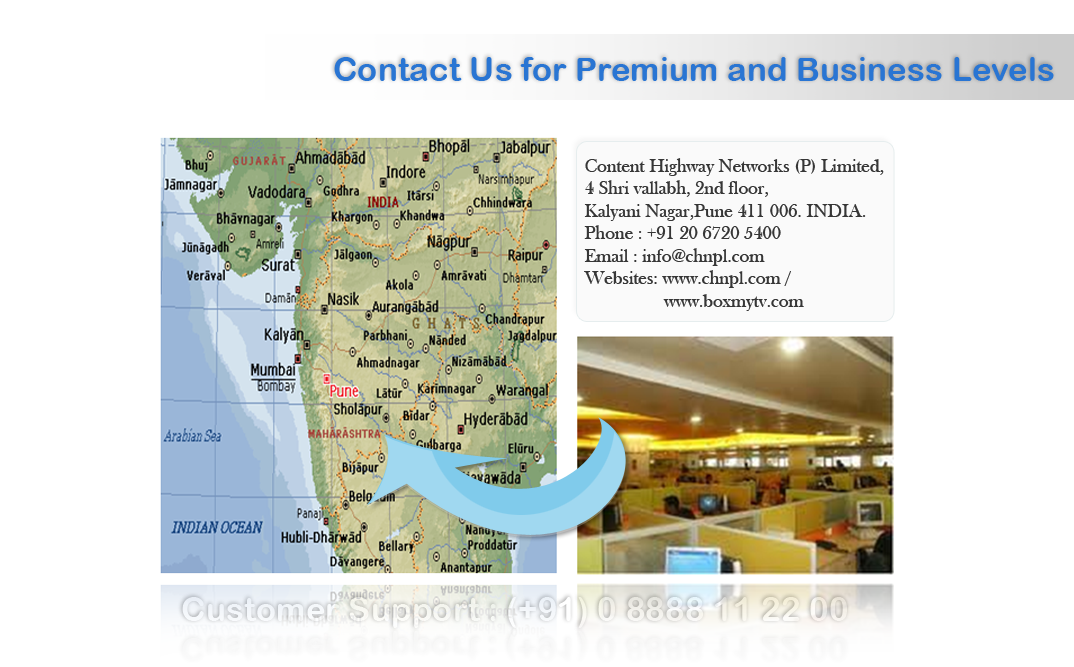 Contact Us for Premium and Business Levels
Content Highway Networks (P) Limited,
4 Shri vallabh, 2nd floor,
Kalyani Nagar,Pune 411 006. INDIA.
Phone : +91 20 6720 5400
Email : info@chnpl.com
Websites: www.chnpl.com /
www.boxmytv.com
Bhuj
GUJARĀT
Ahmadābād
Bhopāl
Jabalpur
Jāmnagar
Indore
Narsimhapur
Vadodara
Godhra
INDIA
Itārsi
Chhindwara
Bhāvnagar
Khargon
Khandwa
Jūnāgadh
Amreli
Nāgpur
Raipur
Verāval
Surat
Jālgaon
Akola
Amrāvati
Dhamtari
Damān
Nasik
Aurangābād
GHAT
Chandrapur
Kalyān
Parbhani
Nānded
Jagdalpur
Mumbai
Bombay
Ahmadnagar
Nizāmābād
Pune
Lātūr
Karimnagar
Warangal
Sholāpur
Bidar
Hyderābād
Arabian Sea
MAHĀRĀSHTRA
Gulbarga
Elūru
Bijāpur
Belgaum
Panaji
INDIAN OCEAN
Hubli-Dhārwād
Bellary
Proddatūr
Dāvangere
Anantapur
Customer Support : (+91) 0 8888 11 22 00